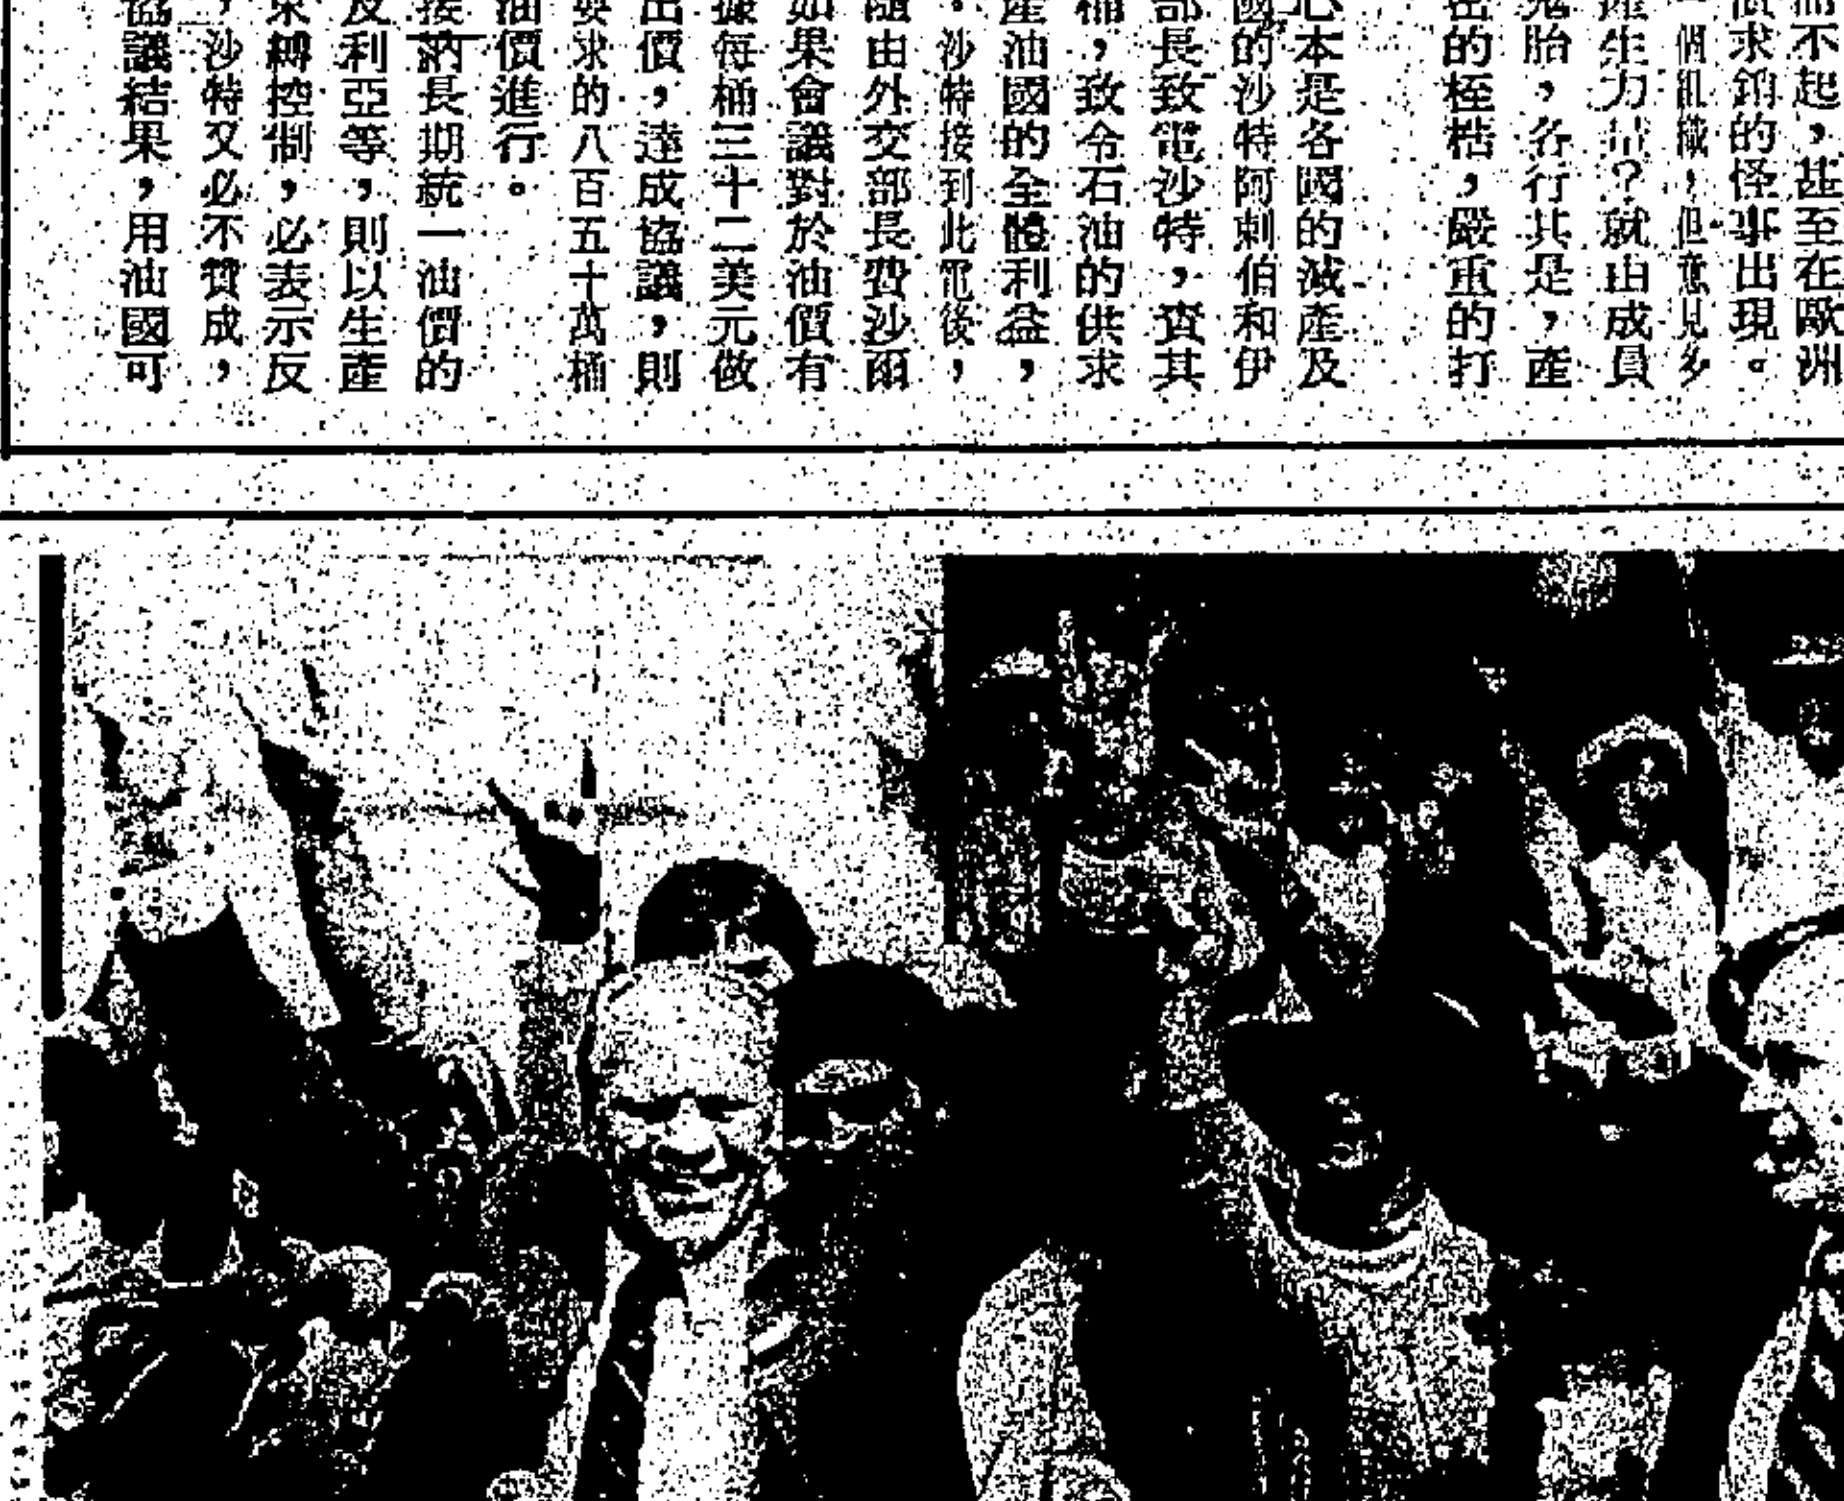 不起，甚至在歐洲
求銷的怪事出現。
個組織，但意見多
生力量？就由成員
胎，各行其是，產
密的桎梏，嚴重的打
心本是各國的減產及
國的沙特阿剌伯和伊
部長致電沙特，責其
桶，致令石油的供求
產油國的全體利益，
。沙特接到此電後，
隨由外交部長費沙爾
如果會議對於油價有
據每桶三十二美元做
出價，達成協議，則
要求的八百五十萬桶
油價進行。
接納長期統一油價的
及利亞等，則以生產
束縛控制，必表示反
，沙特又必不贊成，
協議結果，用油國可